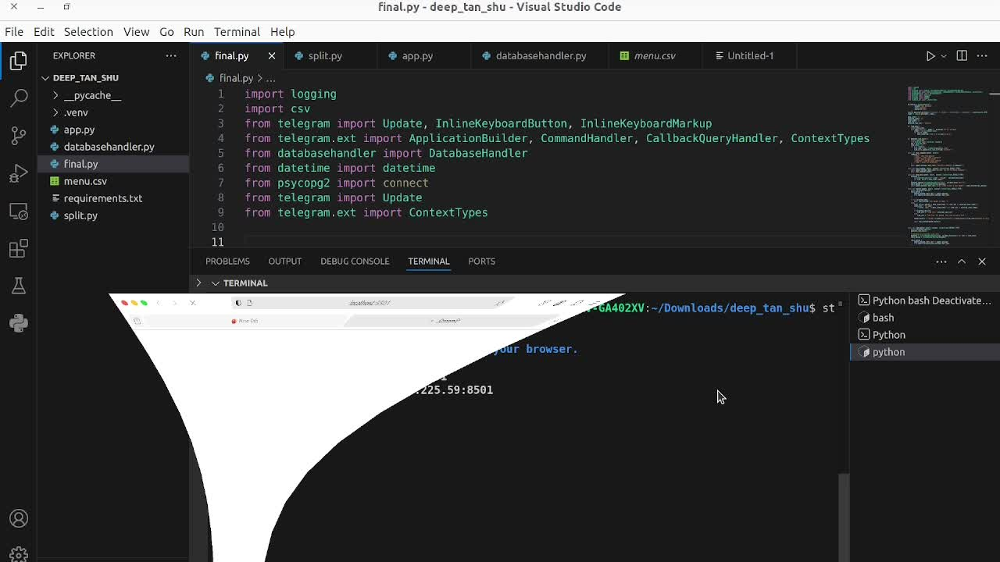 final.py - deep_tan_shu - Visual Studio Code
File Edit Selection View Go Run Terminal Help
EXPLORER
DEEP_TAN_SHU
__pycache__
.venv
app.py
databasehandler.py
final.py
menu.csv
requirements.txt
split.py
final.py split.py app.py databasehandler.py menu.csv Untitled-1
final.py > ...
1 import logging
2 import csv
3 from telegram import Update, InlineKeyboardButton, InlineKeyboardMarkup
4 from telegram.ext import ApplicationBuilder, CommandHandler, CallbackQueryHandler, ContextTypes
5 from databasehandler import DatabaseHandler
6 from datetime import datetime
7 from psycopg2 import connect
8 from telegram import Update
9 from telegram.ext import ContextTypes
10
11
PROBLEMS OUTPUT DEBUG CONSOLE TERMINAL PORTS
TERMINAL
localhost:8501
New Tab
-GA402XV:~/Downloads/deep_tan_shu$ st
your browser.
.225.59:8501
Python bash Deactivate...
bash
Python
python